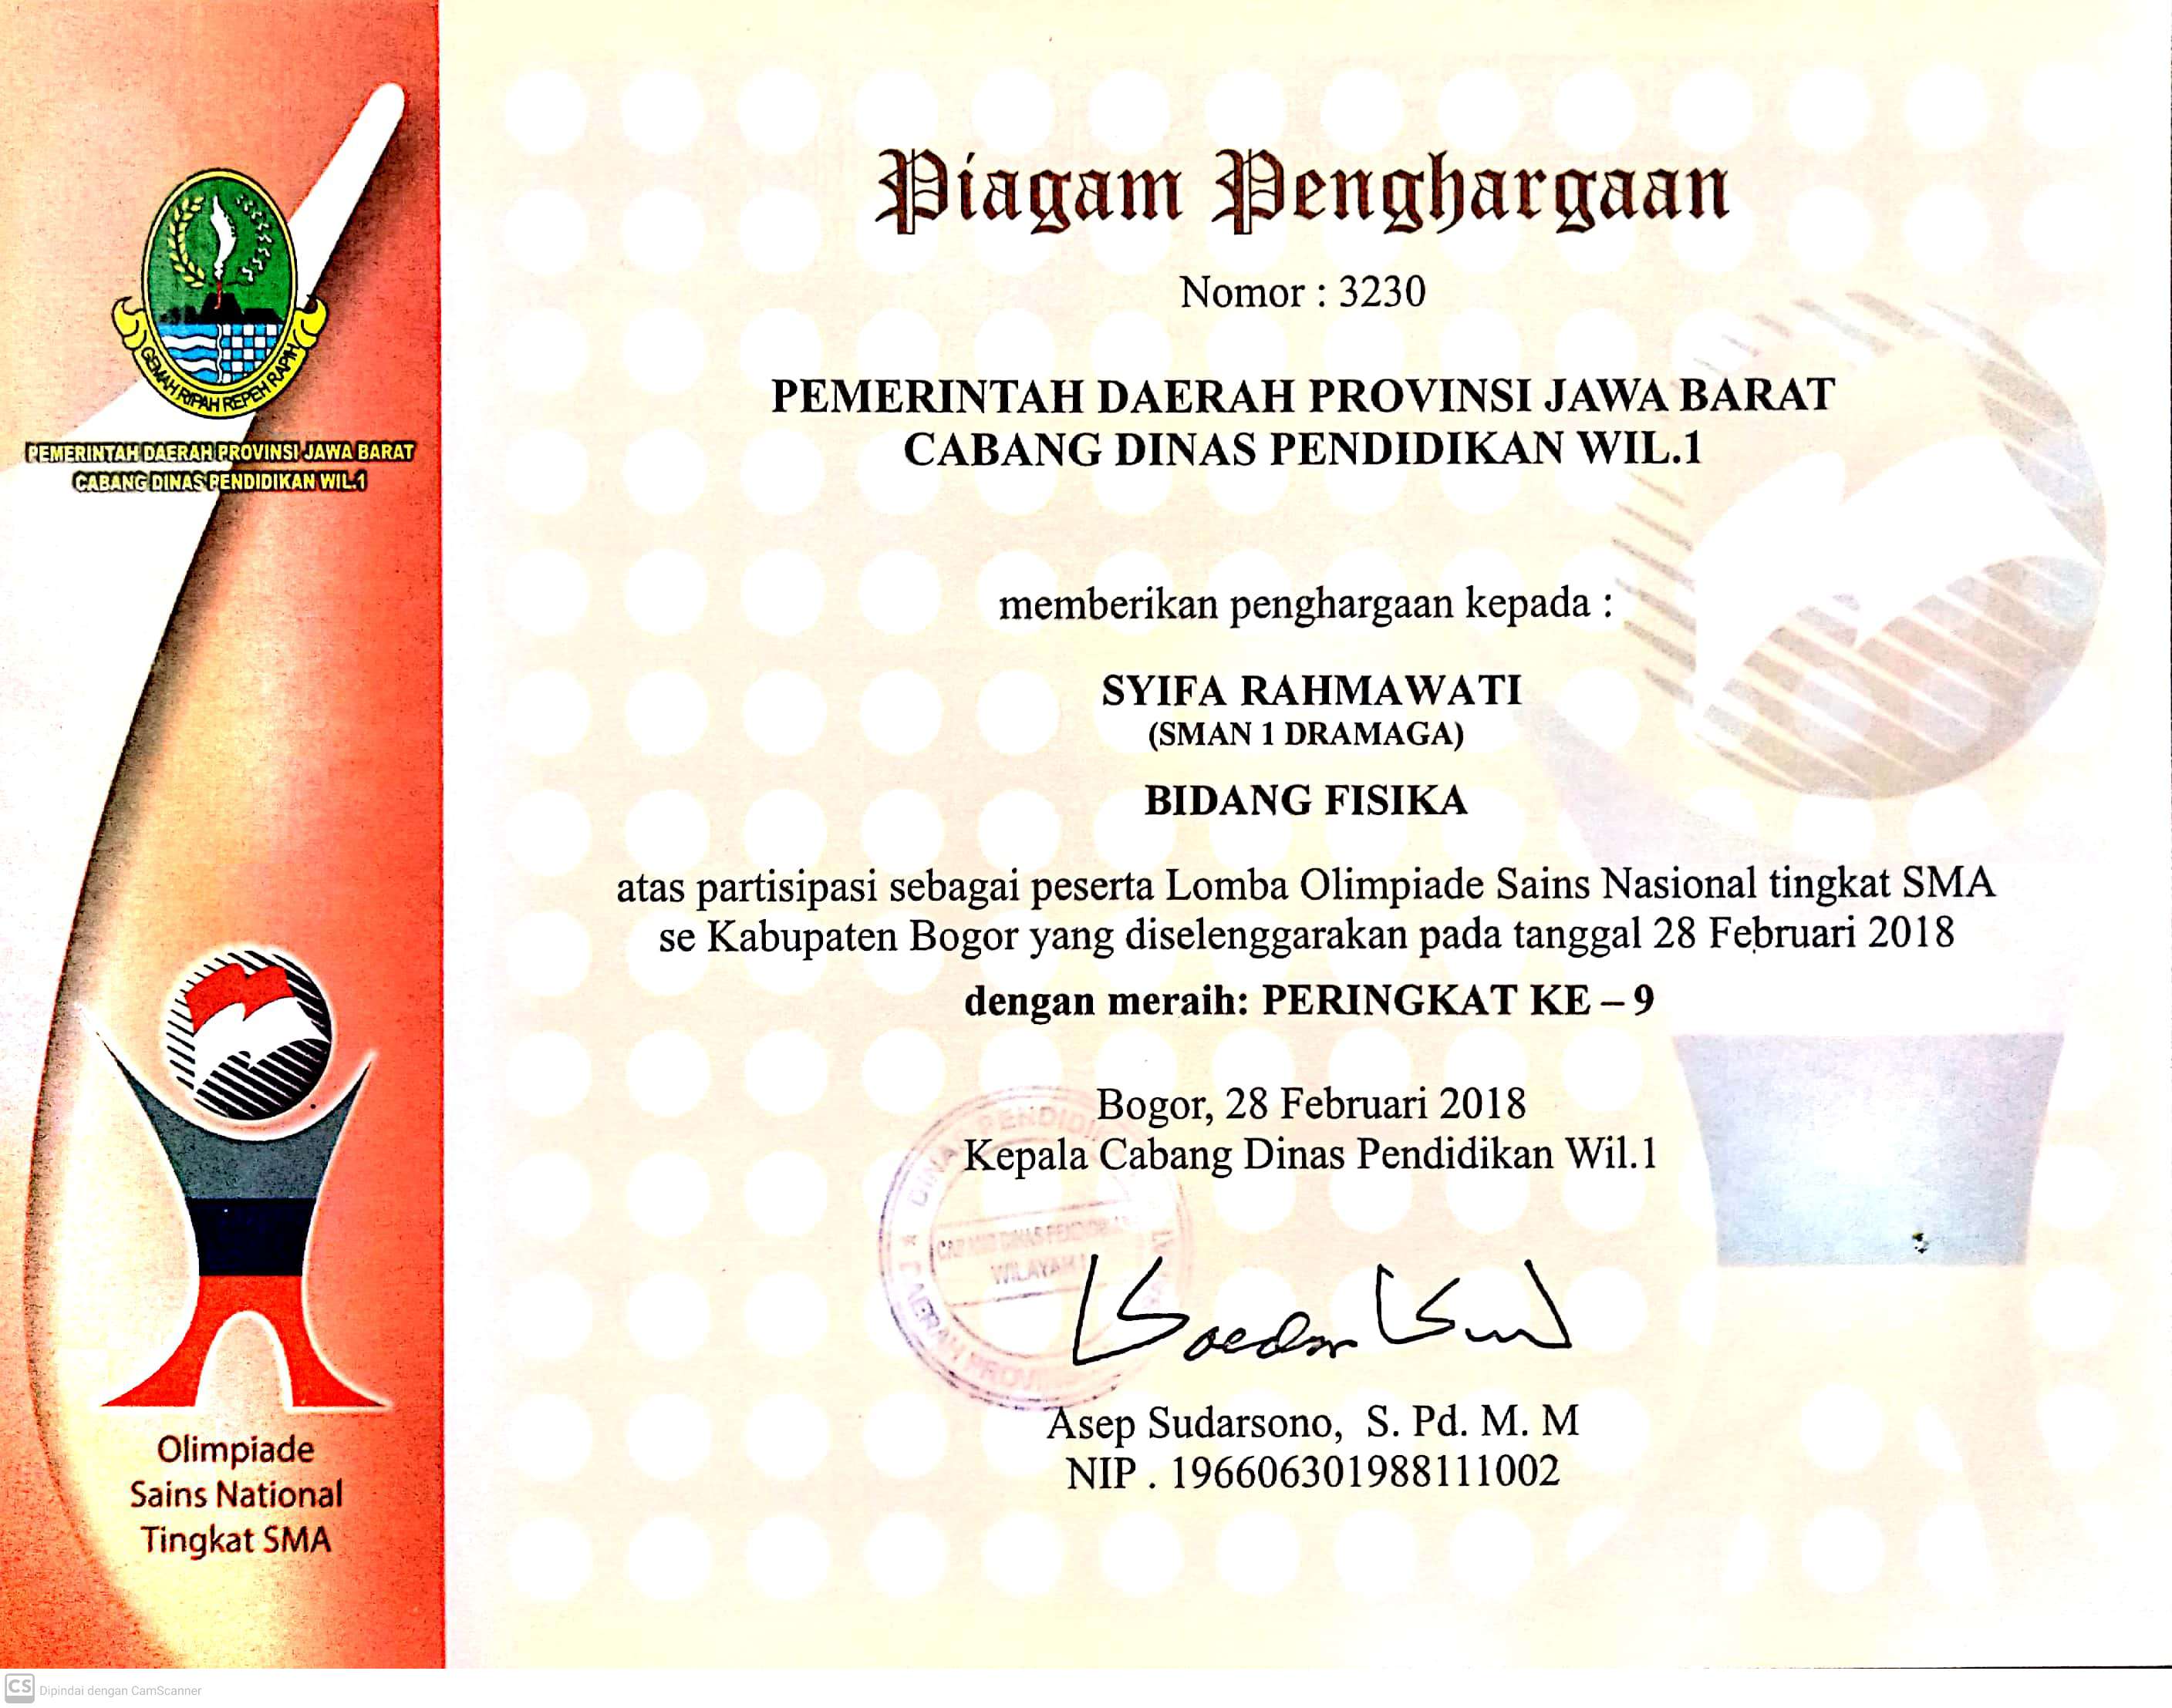 GEMAH RIPAH REPEH RAPIH
PEMERINTAH DAERAH PROVINSI JAWA BARAT
CABANG DINAS PENDIDIKAN WIL.1
Olimpiade
Sains National
Tingkat SMA
Piagam Penghargaan
Nomor : 3230
PEMERINTAH DAERAH PROVINSI JAWA BARAT
CABANG DINAS PENDIDIKAN WIL.1
memberikan penghargaan kepada :
SYIFA RAHMAWATI
(SMAN 1 DRAMAGA)
BIDANG FISIKA
atas partisipasi sebagai peserta Lomba Olimpiade Sains Nasional tingkat SMA
se Kabupaten Bogor yang diselenggarakan pada tanggal 28 Februari 2018
dengan meraih: PERINGKAT KE – 9
Bogor, 28 Februari 2018
Kepala Cabang Dinas Pendidikan Wil.1
WILAYAH
Asep Sudarsono, S. Pd. M. M
NIP . 196606301988111002
CS Dipindai dengan CamScanner